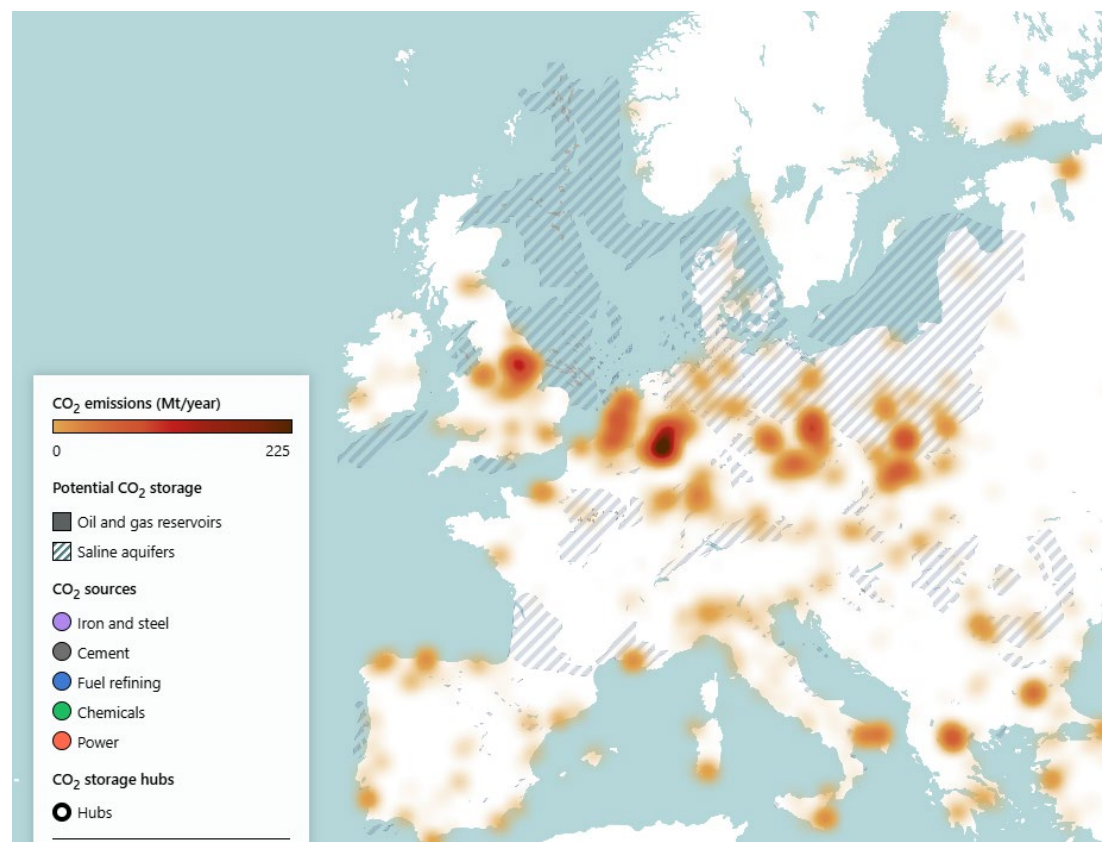 CO₂ emissions (Mt/year)
0 225
Potential CO₂ storage
Oil and gas reservoirs
Saline aquifers
CO₂ sources
Iron and steel
Cement
Fuel refining
Chemicals
Power
CO₂ storage hubs
Hubs